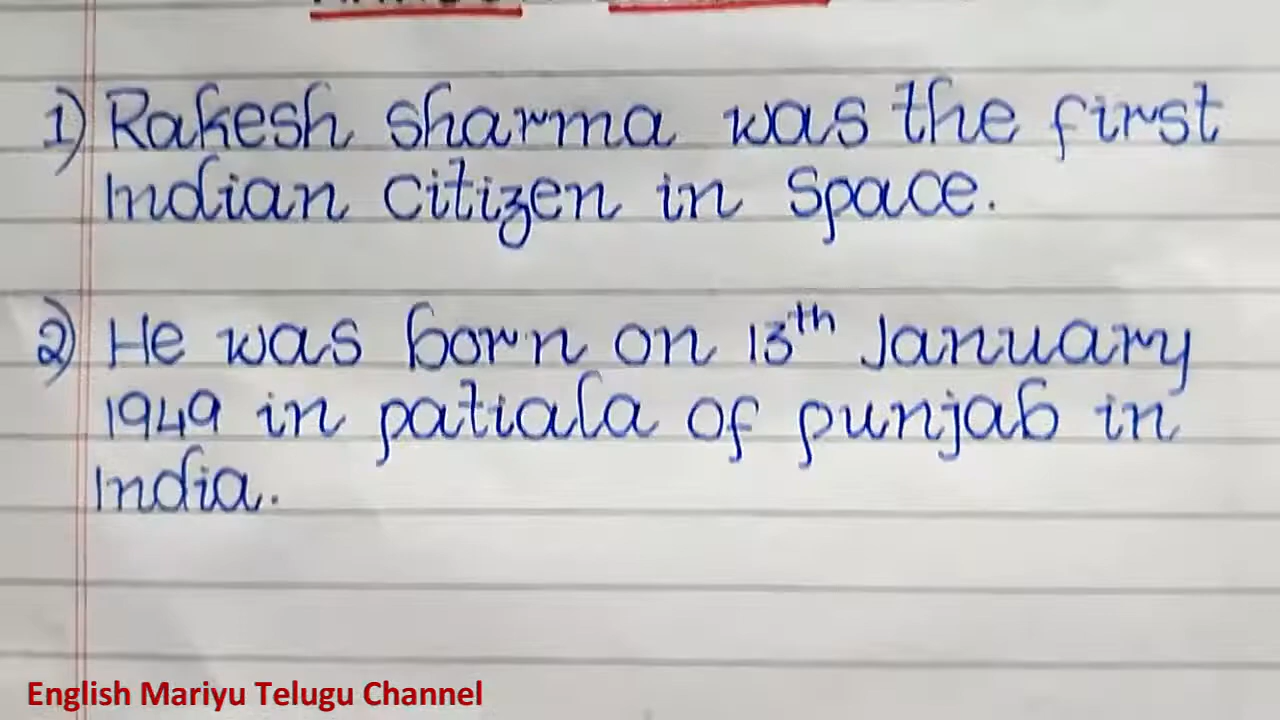 1) Rakesh sharma was the first
Indian citizen in space.
2) He was born on 13th January
1949 in patiala of punjab in
India.
English Mariyu Telugu Channel